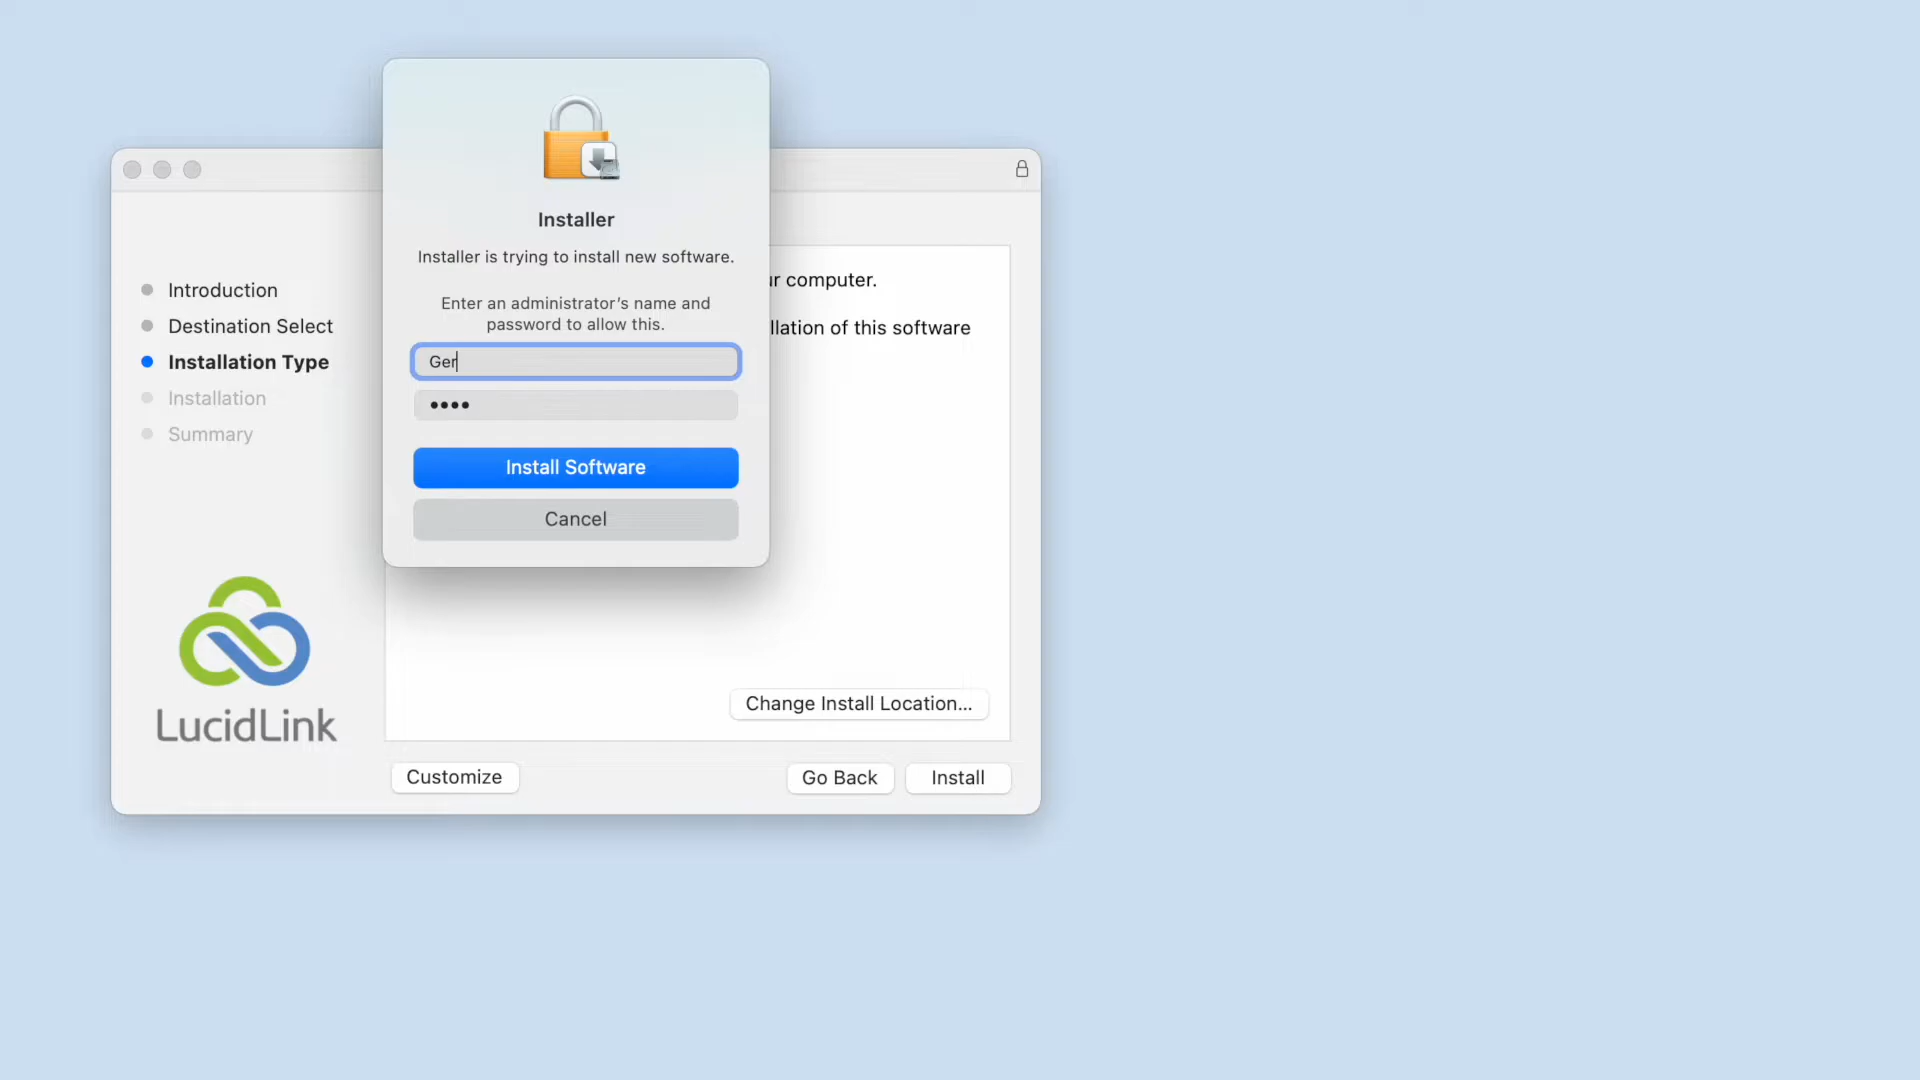 Installer
Installer is trying to install new software.
Enter an administrator's name and
password to allow this.
Ger
••••
Install Software
Cancel
Introduction
Destination Select
Installation Type
Installation
Summary
LucidLink
computer.
of this software
Change Install Location...
Customize
Go Back
Install